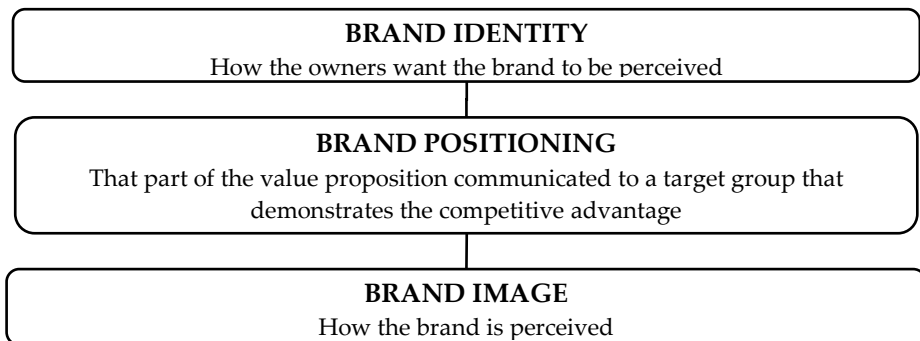 BRAND IDENTITY
How the owners want the brand to be perceived
BRAND POSITIONING
That part of the value proposition communicated to a target group that
demonstrates the competitive advantage
BRAND IMAGE
How the brand is perceived